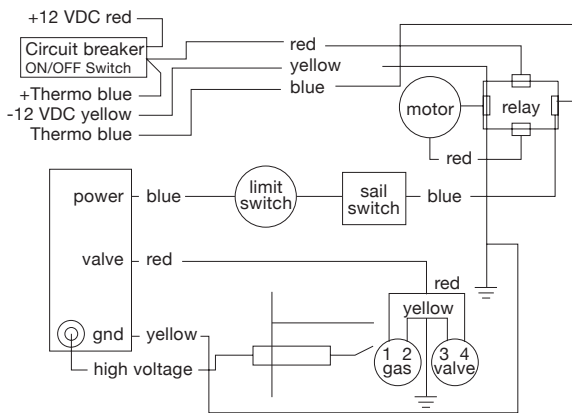 +12 VDC red
Circuit breaker
ON/OFF Switch
+Thermo blue
-12 VDC yellow
Thermo blue
red
yellow
blue
motor
relay
red
power
blue
limit
switch
sail
switch
blue
valve
red
red
yellow
gnd
yellow
high voltage
1 2
gas
3 4
valve